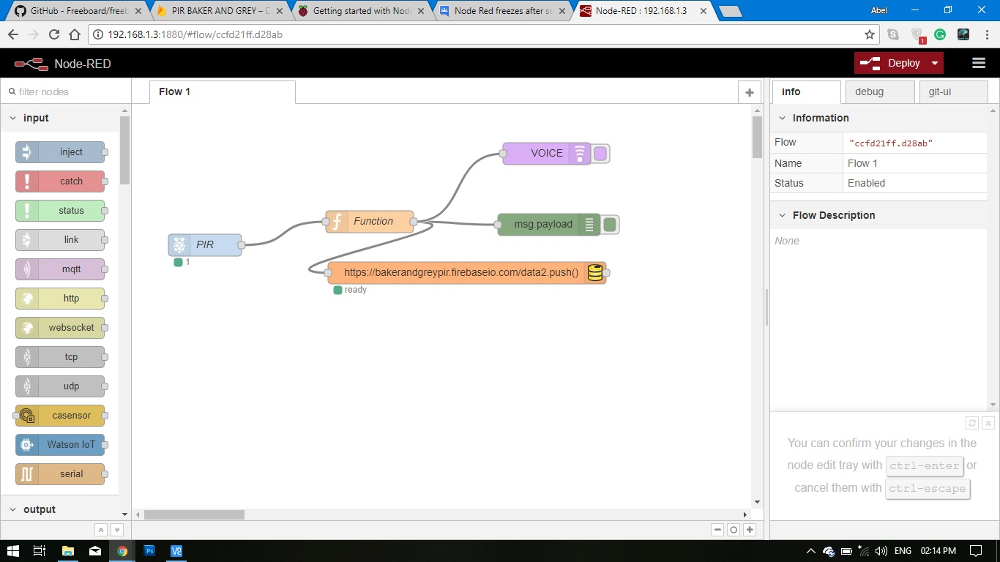 GitHub - Freeboard/freeb
PIR BAKER AND GREY – D
Getting started with Node
Node Red freezes after so
Node-RED : 192.168.1.3
Abel
192.168.1.3:1880/#flow/ccfd21ff.d28ab
1
Node-RED
Deploy
filter nodes
Flow 1
info
debug
git-ui
input
inject
catch
status
link
mqtt
http
websocket
tcp
udp
casensor
Watson IoT
serial
output
VOICE
Function
msg.payload
PIR
1
https://bakerandgreypir.firebaseio.com/data2.push()
ready
Information
Flow "ccfd21ff.d28ab"
Name Flow 1
Status Enabled
Flow Description
None
You can confirm your changes in the
node edit tray with ctrl-enter or
cancel them with ctrl-escape
Ps
V2
ENG 02:14 PM